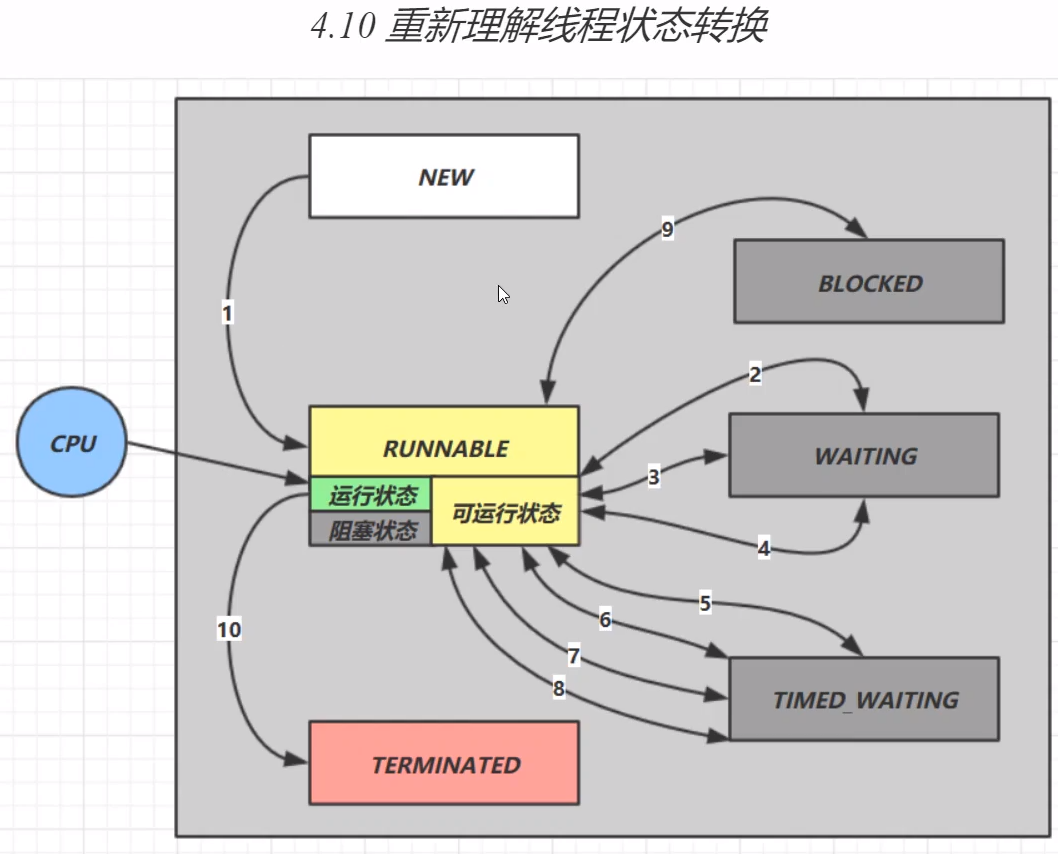 4.10 重新理解线程状态转换
NEW
9
BLOCKED
1
2
CPU
RUNNABLE
WAITING
3
运行状态
可运行状态
阻塞状态
4
5
6
10
7
8
TIMED_WAITING
TERMINATED